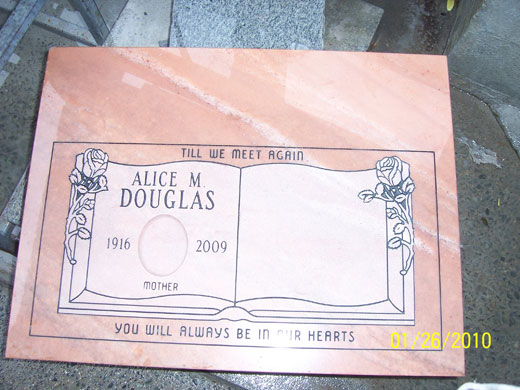 TILL WE MEET AGAIN
ALICE M.
DOUGLAS
1916 2009
MOTHER
YOU WILL ALWAYS BE IN OUR HEARTS
01/26/2010